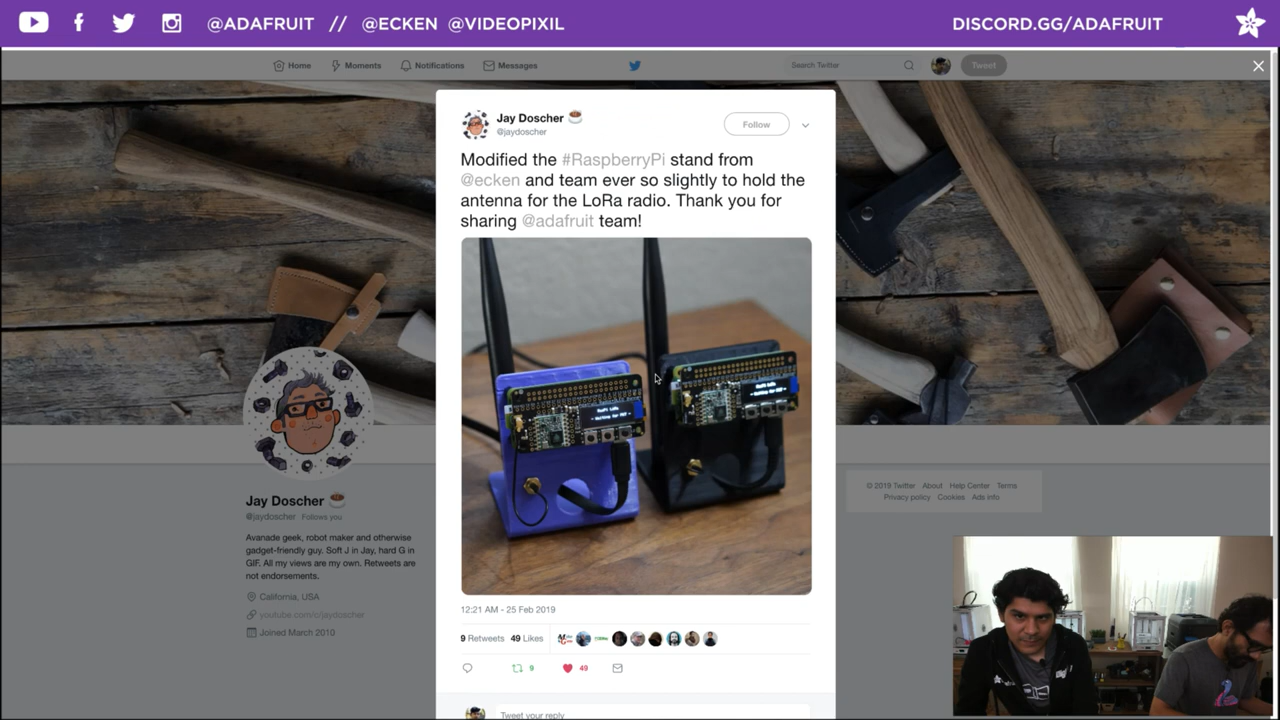 @ADAFRUIT // @ECKEN @VIDEOPIXIL
DISCORD.GG/ADAFRUIT
Home
Moments
Notifications
Messages
Search Twitter
Tweet
Jay Doscher
@jaydoscher
Follow
Modified the #RaspberryPi stand from
@ecken and team ever so slightly to hold the
antenna for the LoRa radio. Thank you for
sharing @adafruit team!
12:21 AM - 25 Feb 2019
9 Retweets 49 Likes
9
49
Tweet your reply
Jay Doscher
@jaydoscher Follows you
Avanade geek, robot maker and otherwise
gadget-friendly guy. Soft J in Jay, hard G in
GIF. All my views are my own. Retweets are
not endorsements.
California, USA
youtube.com/c/jaydoscher
Joined March 2010
© 2019 Twitter About Help Center Terms
Privacy policy Cookies Ads info